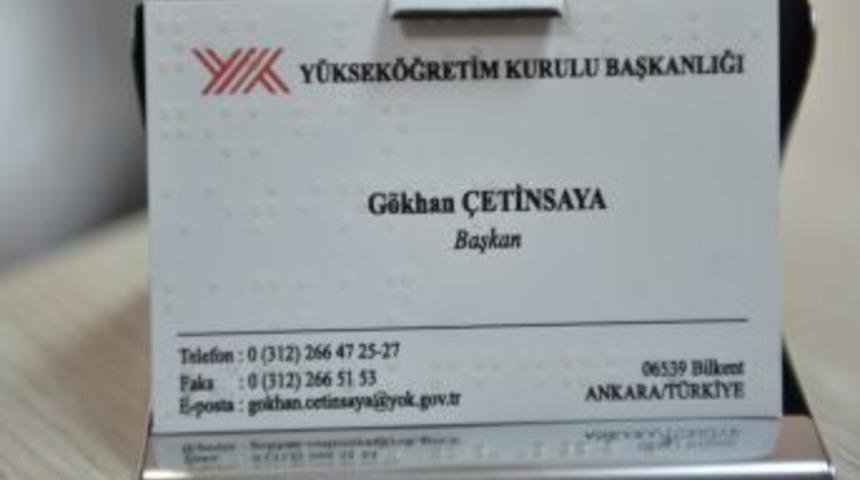 YÖK YÜKSEKÖĞRETİM KURULU BAŞKANLIĞI
Gökhan ÇETİNSAYA
Başkan
Telefon : 0 (312) 266 47 25-27
Faks : 0 (312) 266 51 53
E-posta : gokhan.cetinsaya@yok.gov.tr
06539 Bilkent
ANKARA/TÜRKİYE